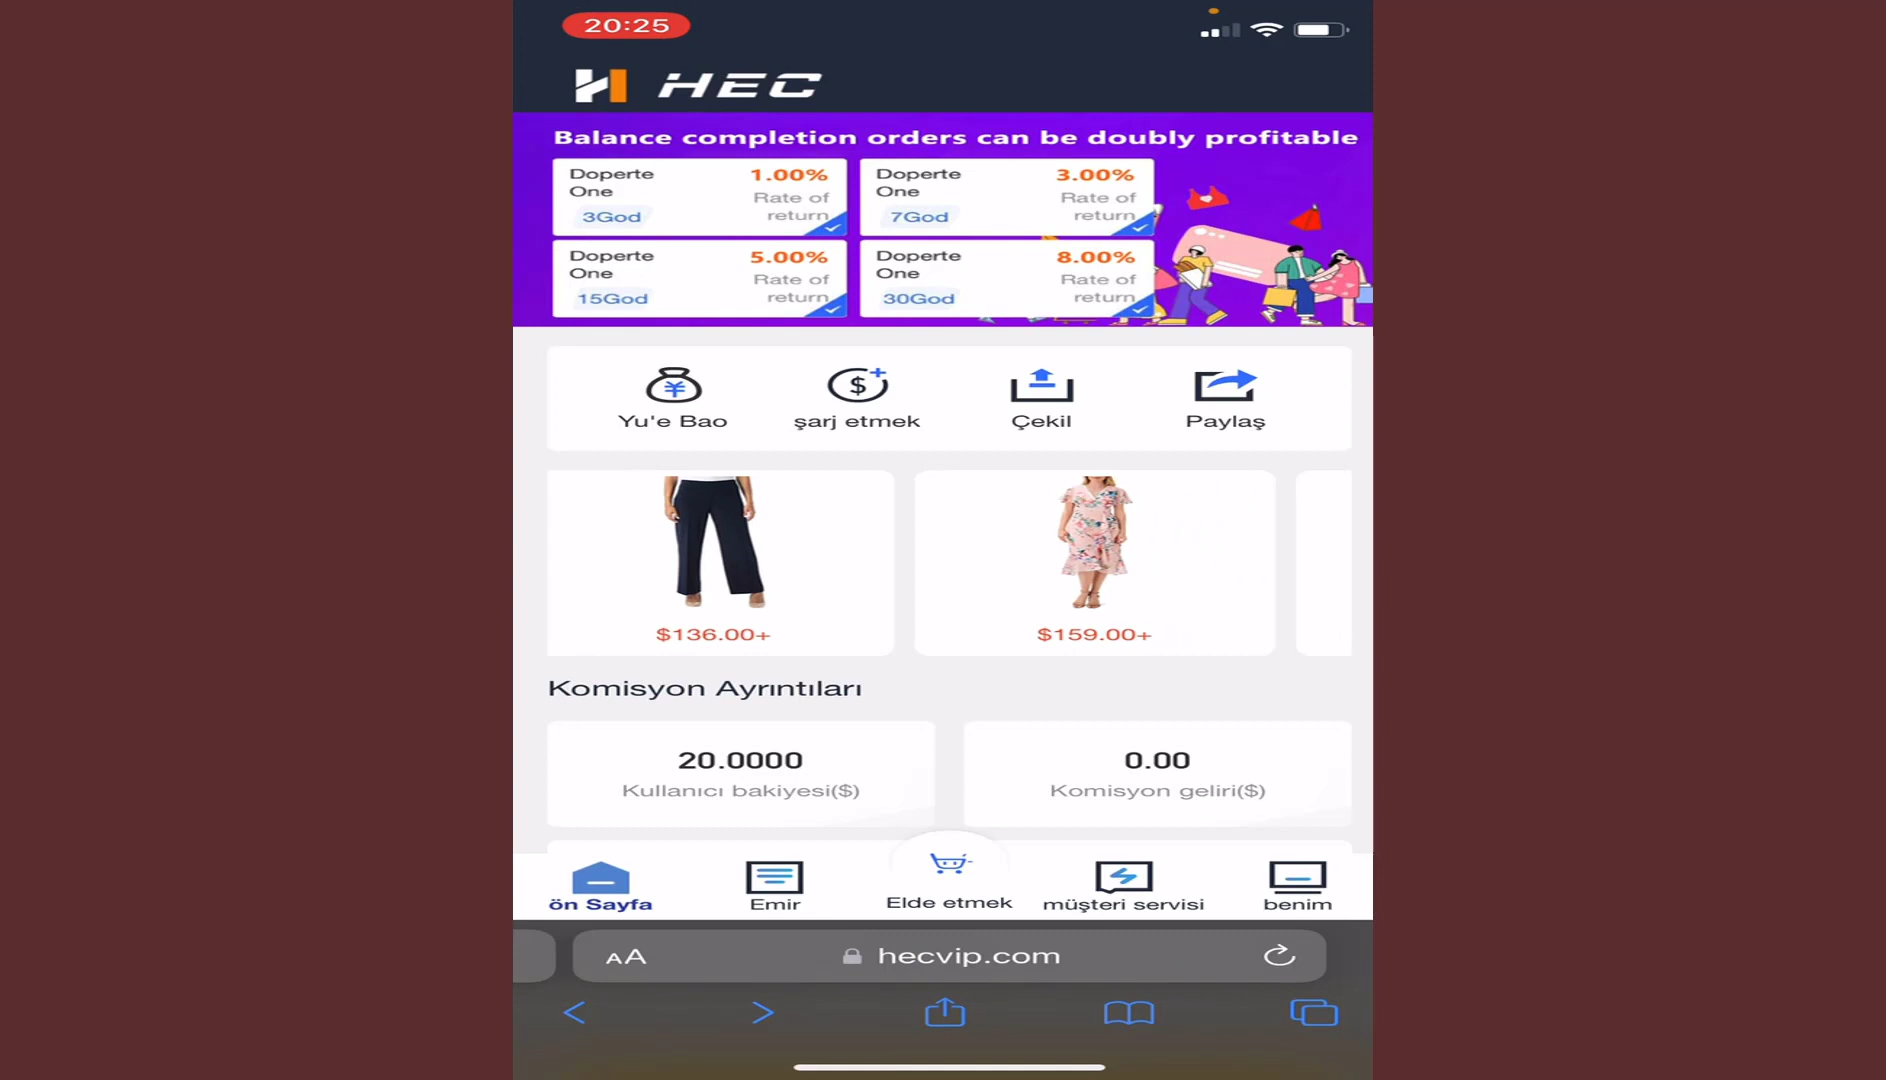 20:25
HEC
Balance completion orders can be doubly profitable
Doperte One
1.00%
Rate of return
3God
Doperte One
3.00%
Rate of return
7God
Doperte One
5.00%
Rate of return
15God
Doperte One
8.00%
Rate of return
30God
Yu'e Bao
şarj etmek
Çekil
Paylaş
$136.00+
$159.00+
Komisyon Ayrıntıları
20.0000
Kullanıcı bakiyesi($)
0.00
Komisyon geliri($)
ön Sayfa
Emir
Elde etmek
müşteri servisi
benim
AA
hecvip.com